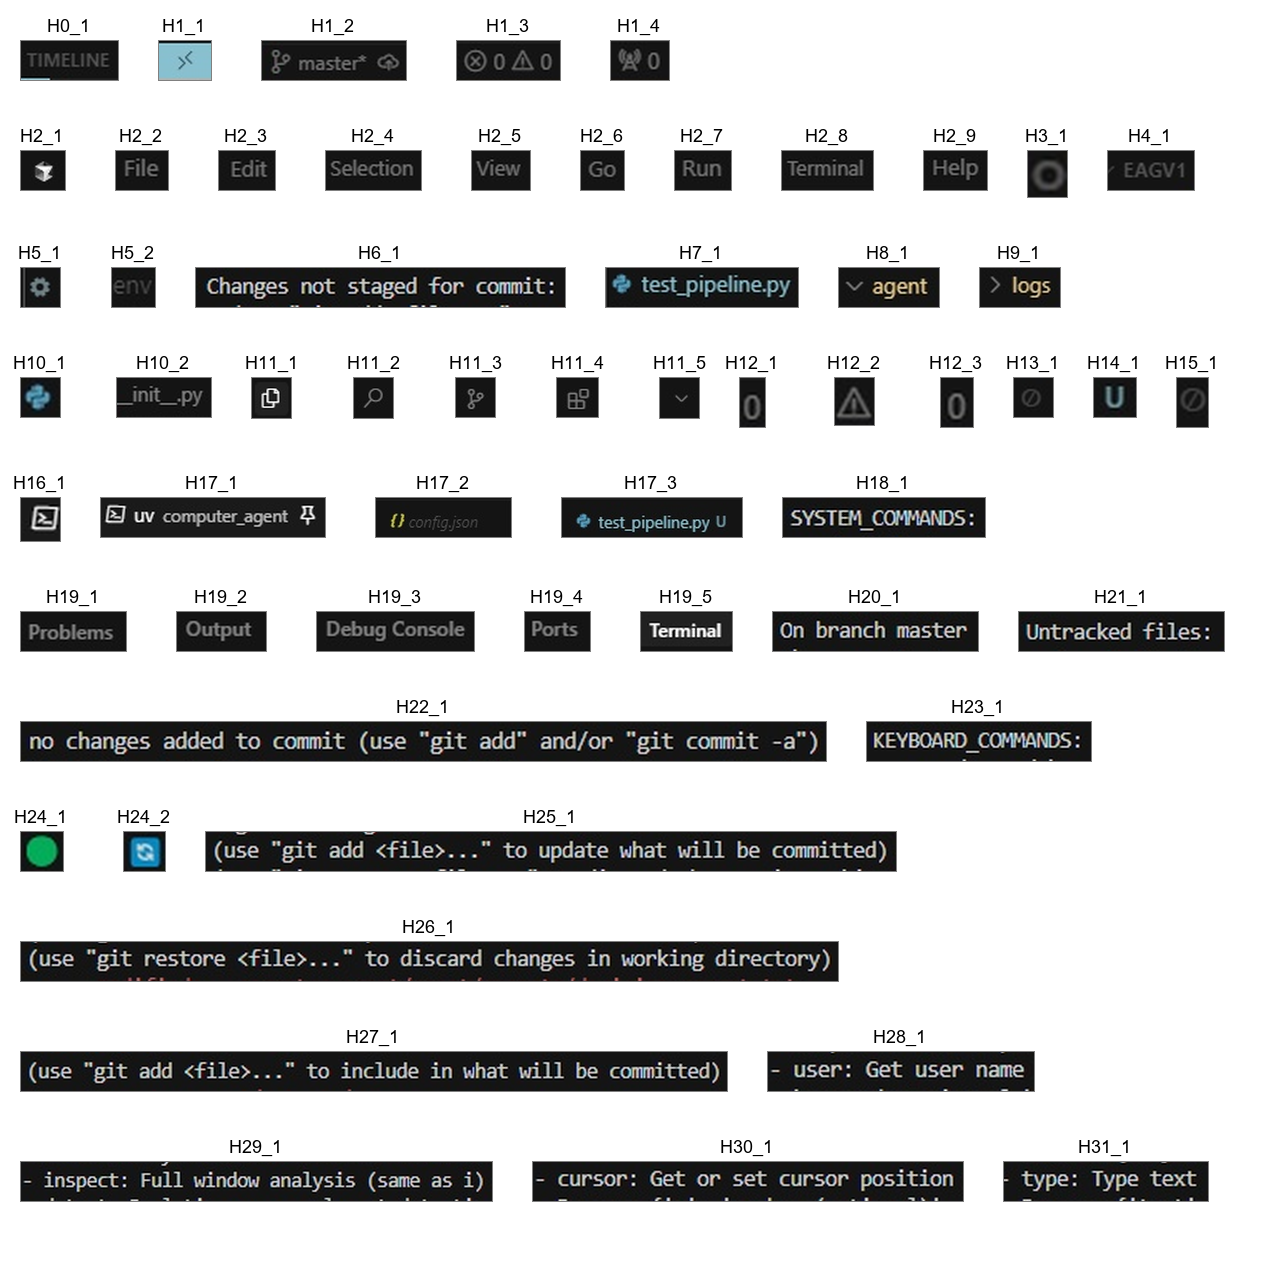 H0_1 H1_1 H1_2 H1_3 H1_4
TIMELINE master* 0 0 0
H2_1 H2_2 H2_3 H2_4 H2_5 H2_6 H2_7 H2_8 H2_9 H3_1 H4_1
File Edit Selection View Go Run Terminal Help EAGV1
H5_1 H5_2 H6_1 H7_1 H8_1 H9_1
env Changes not staged for commit: test_pipeline.py agent logs
H10_1 H10_2 H11_1 H11_2 H11_3 H11_4 H11_5 H12_1 H12_2 H12_3 H13_1 H14_1 H15_1
__init__.py 0 0 U
H16_1 H17_1 H17_2 H17_3 H18_1
uv computer_agent {} config.json test_pipeline.py U SYSTEM_COMMANDS:
H19_1 H19_2 H19_3 H19_4 H19_5 H20_1 H21_1
Problems Output Debug Console Ports Terminal On branch master Untracked files:
H22_1 H23_1
no changes added to commit (use "git add" and/or "git commit -a") KEYBOARD_COMMANDS:
H24_1 H24_2 H25_1
(use "git add <file>..." to update what will be committed)
H26_1
(use "git restore <file>..." to discard changes in working directory)
H27_1 H28_1
(use "git add <file>..." to include in what will be committed) - user: Get user name
H29_1 H30_1 H31_1
- inspect: Full window analysis (same as i) - cursor: Get or set cursor position - type: Type text